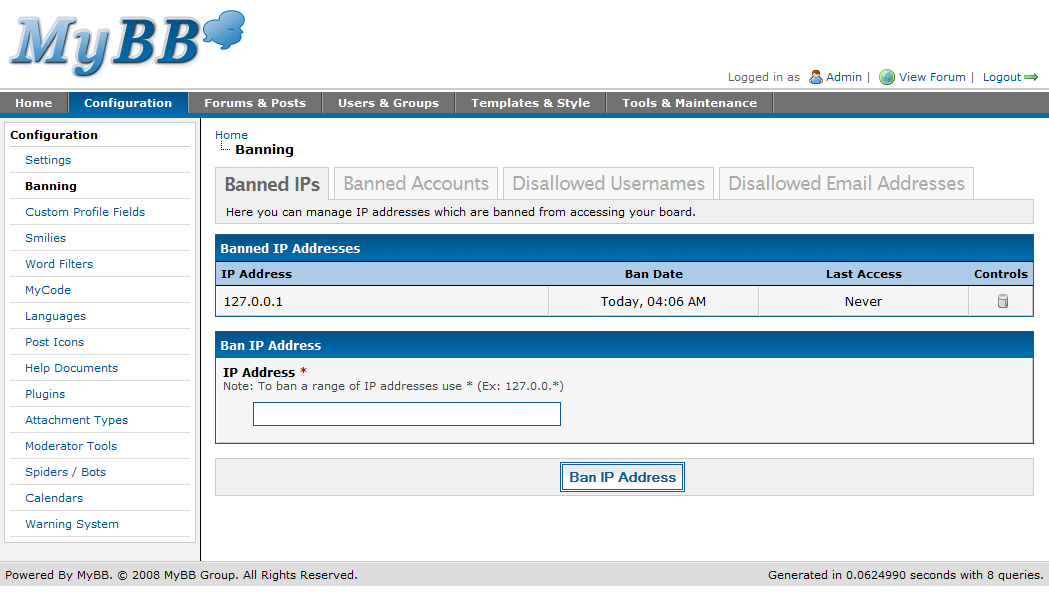 MyBB
Logged in as Admin | View Forum | Logout
Home Configuration Forums & Posts Users & Groups Templates & Style Tools & Maintenance
Configuration
Settings
Banning
Custom Profile Fields
Smilies
Word Filters
MyCode
Languages
Post Icons
Help Documents
Plugins
Attachment Types
Moderator Tools
Spiders / Bots
Calendars
Warning System
Home
Banning
Banned IPs Banned Accounts Disallowed Usernames Disallowed Email Addresses
Here you can manage IP addresses which are banned from accessing your board.
Banned IP Addresses
IP Address Ban Date Last Access Controls
127.0.0.1 Today, 04:06 AM Never
Ban IP Address
IP Address *
Note: To ban a range of IP addresses use * (Ex: 127.0.0.*)
Ban IP Address
Powered By MyBB. © 2008 MyBB Group. All Rights Reserved. Generated in 0.0624990 seconds with 8 queries.